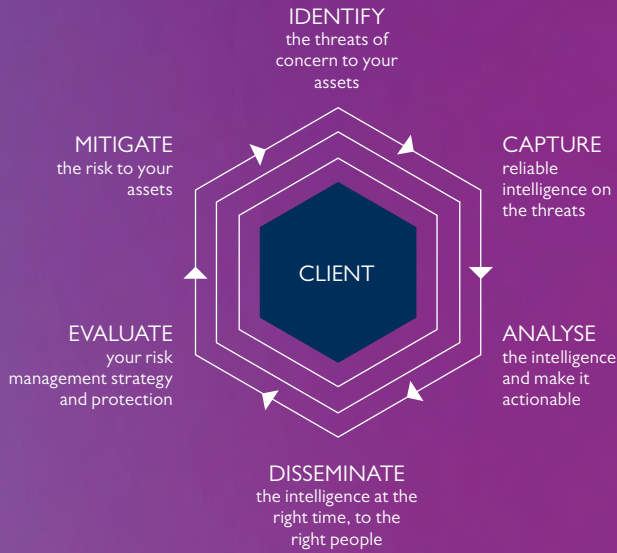 IDENTIFY
the threats of
concern to your
assets
CAPTURE
reliable
intelligence on
the threats
ANALYSE
the intelligence
and make it
actionable
DISSEMINATE
the intelligence at the
right time, to the
right people
EVALUATE
your risk
management strategy
and protection
MITIGATE
the risk to your
assets
CLIENT